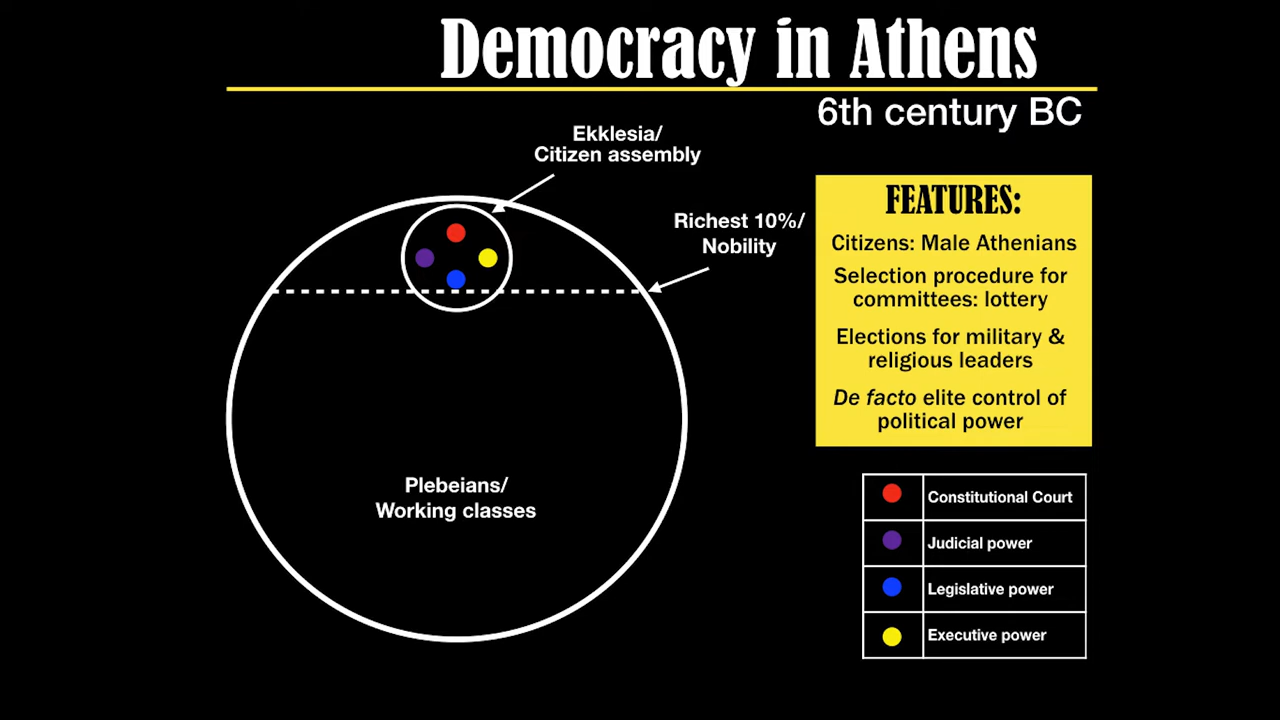 Democracy in Athens
6th century BC
Ekklesia/
Citizen assembly
Richest 10%/
Nobility
Plebeians/
Working classes
FEATURES:
Citizens: Male Athenians
Selection procedure for
committees: lottery
Elections for military &
religious leaders
De facto elite control of
political power
Constitutional Court
Judicial power
Legislative power
Executive power